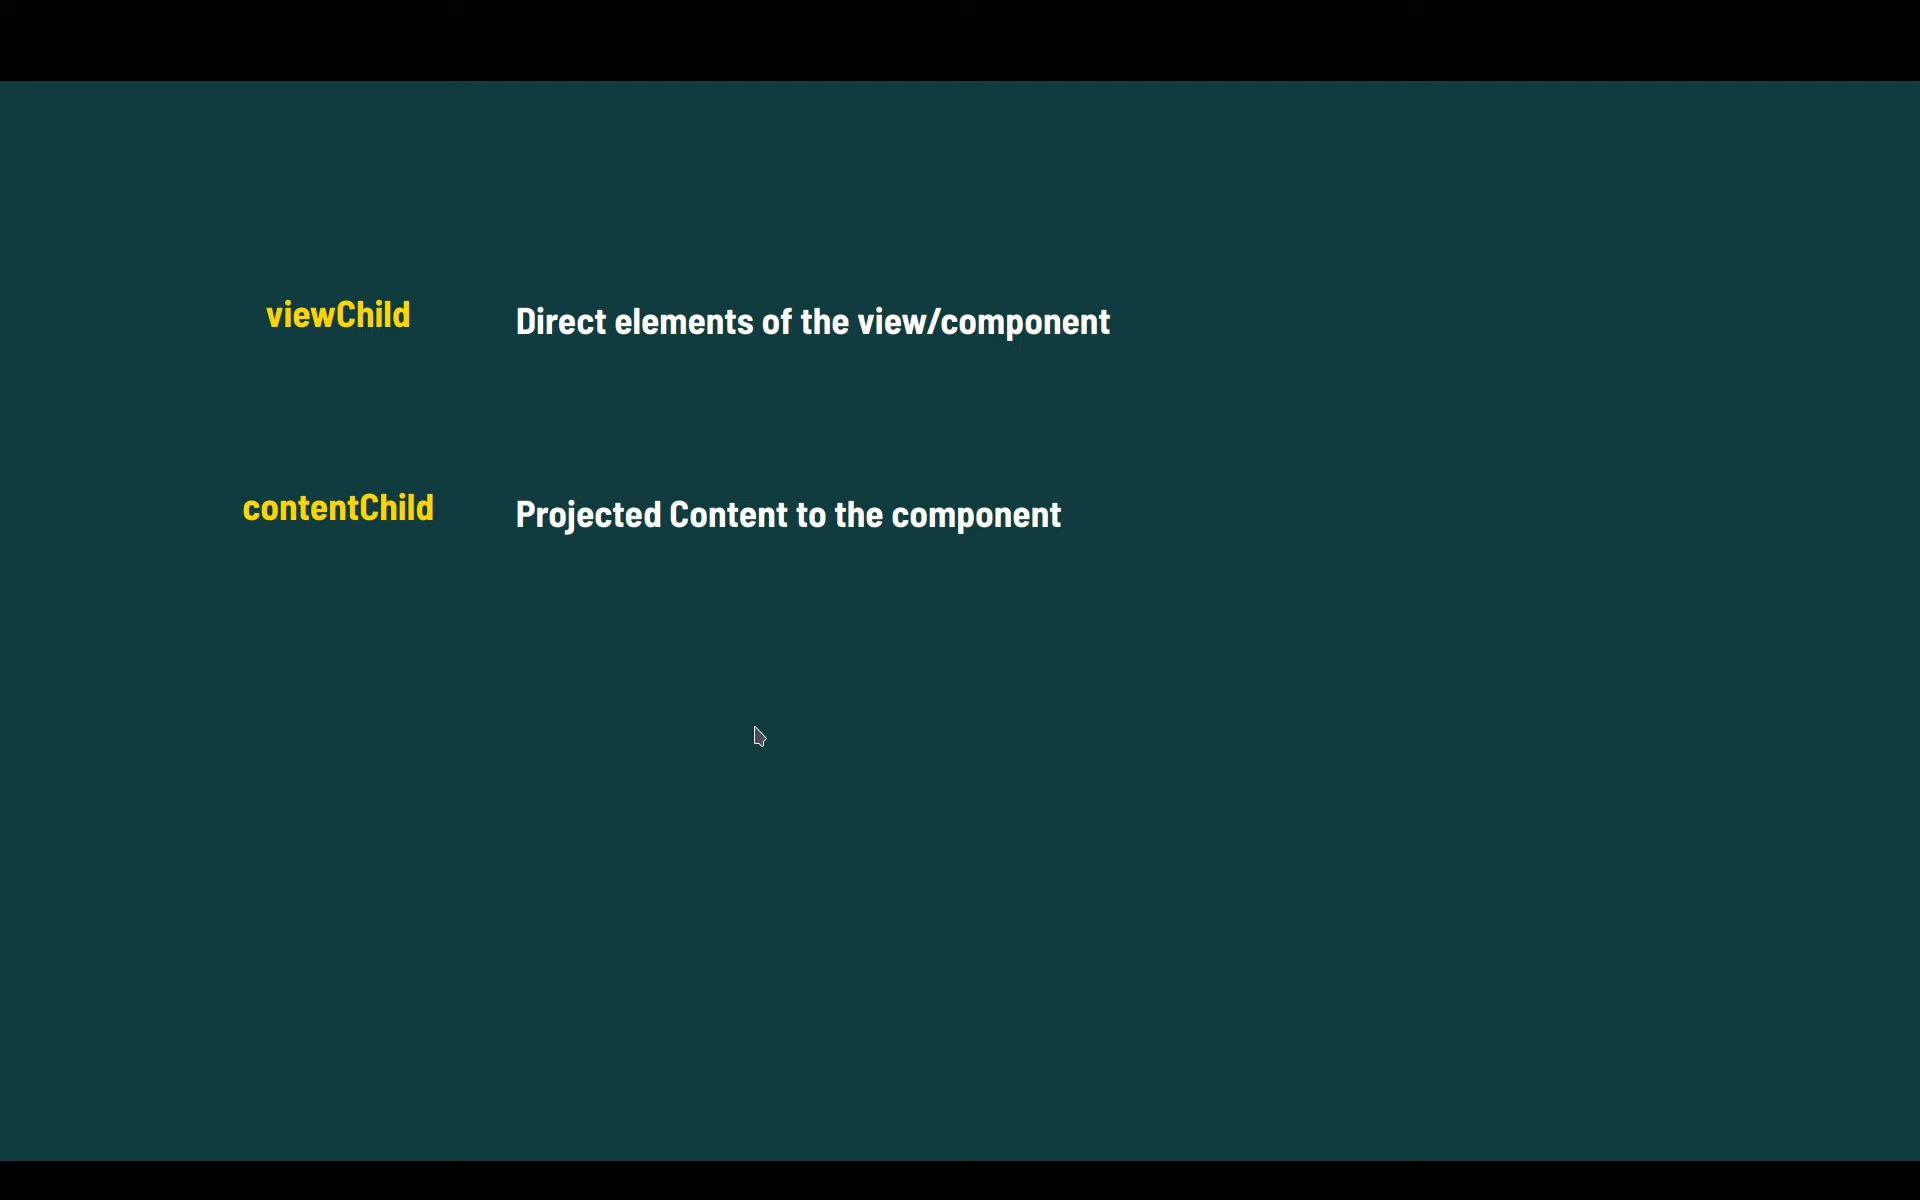 viewChild
Direct elements of the view/component
contentChild
Projected Content to the component